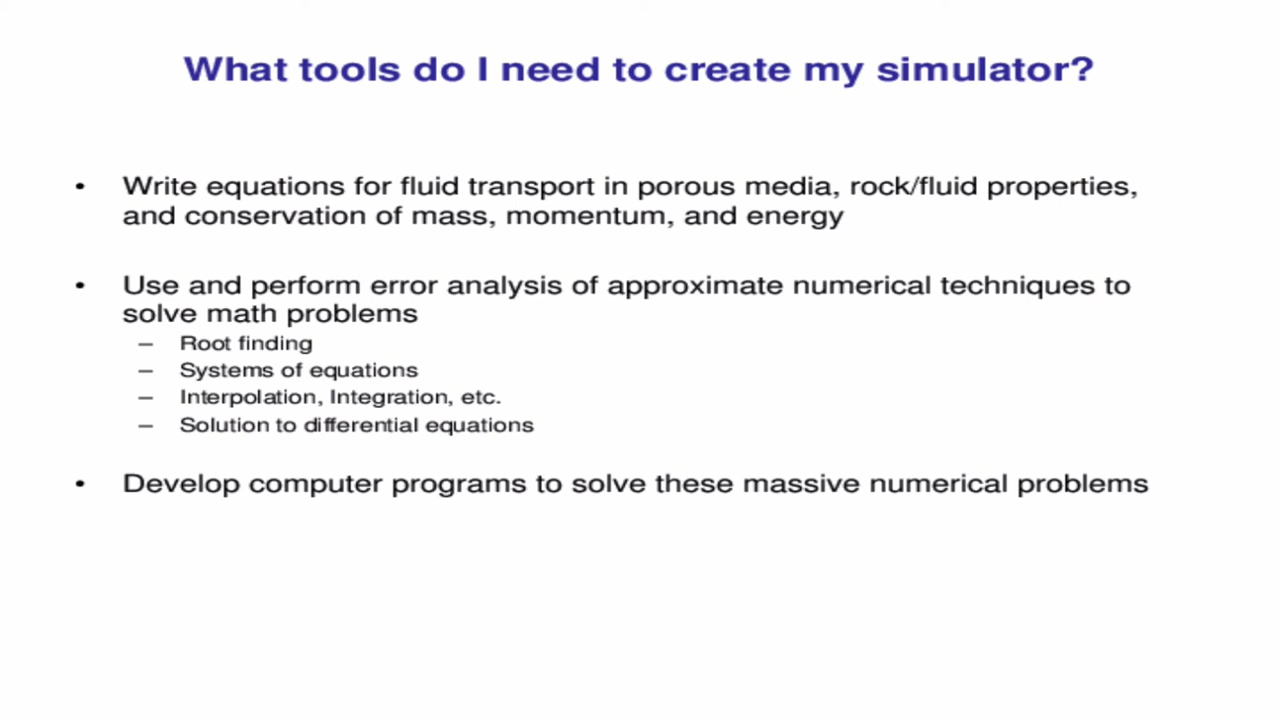 What tools do I need to create my simulator?
• Write equations for fluid transport in porous media, rock/fluid properties,
and conservation of mass, momentum, and energy
• Use and perform error analysis of approximate numerical techniques to
solve math problems
– Root finding
– Systems of equations
– Interpolation, Integration, etc.
– Solution to differential equations
• Develop computer programs to solve these massive numerical problems